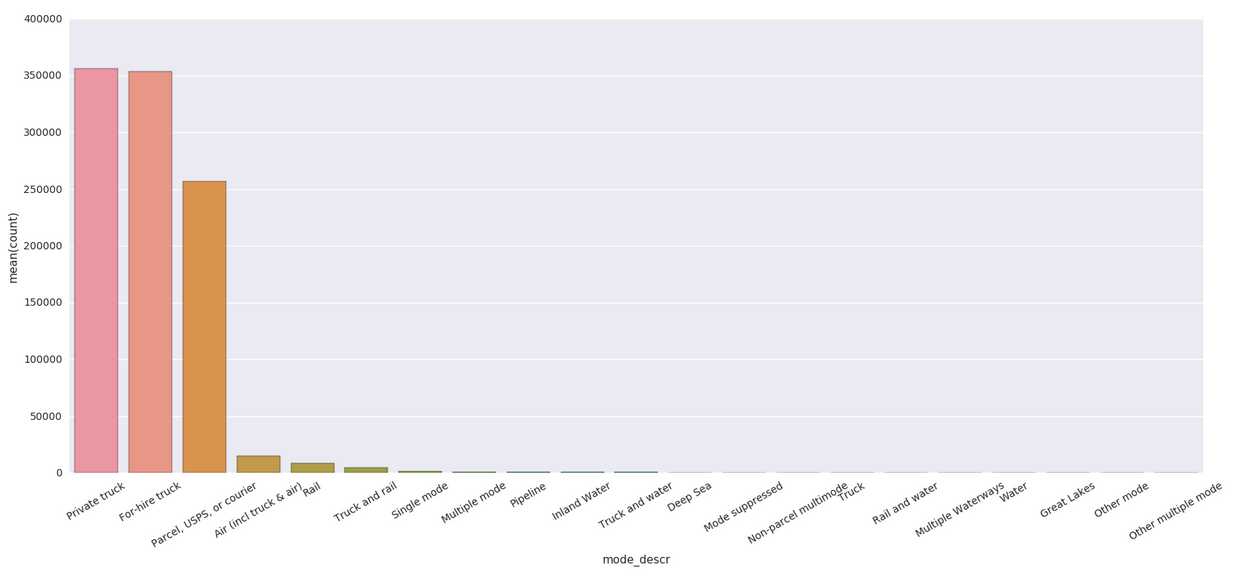 400000
350000
300000
250000
200000
150000
100000
50000
0
mean(count)
Private truck
For-hire truck
Parcel, USPS, or courier
Air (incl truck & air)
Rail
Truck and rail
Single mode
Multiple mode
Pipeline
Inland Water
Truck and water
Deep Sea
Mode suppressed
Non-parcel multimode
Truck
Rail and water
Multiple Waterways
Water
Great Lakes
Other mode
Other multiple mode
mode_descr